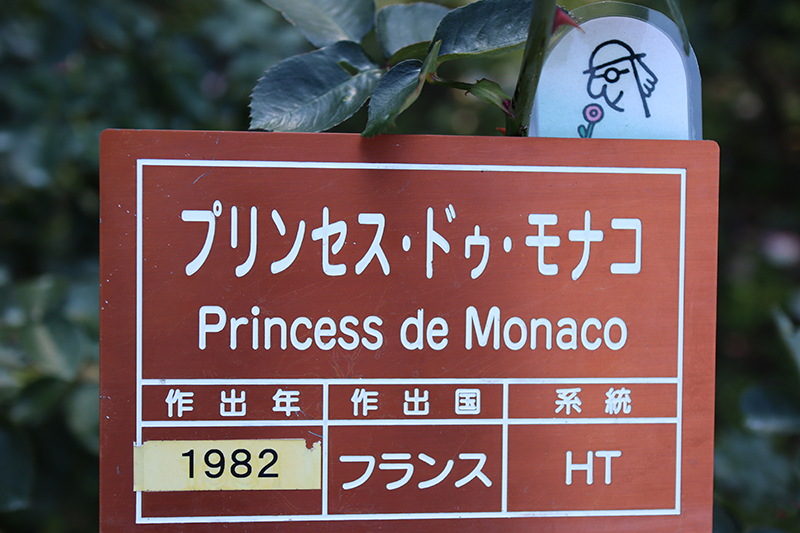 プリンセス・ドゥ・モナコ
Princess de Monaco
作出年 作出国 系統
1982 フランス HT